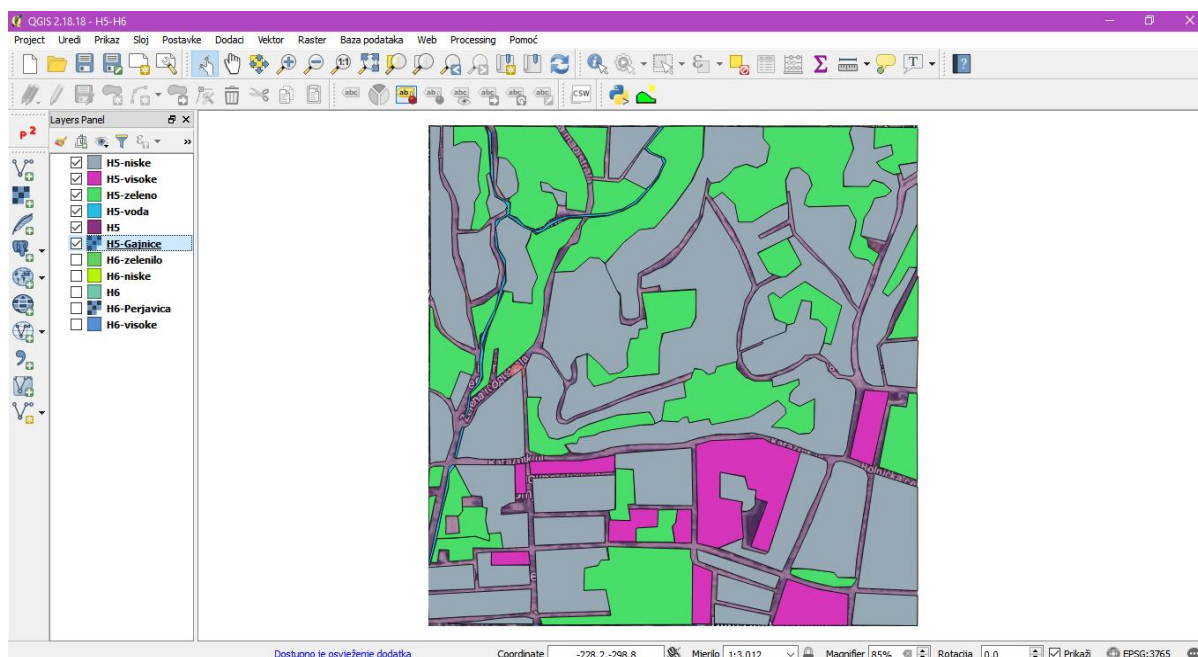 QGIS 2.18.18 - H5-H6
Project Uredi Prikaz Sloj Postavke Dodaci Vektor Raster Baza podataka Web Processing Pomoć
abc abc CSW
Layers Panel
H5-niske
H5-visoke
H5-zeleno
H5-voda
H5
H5-Gajnice
H6-zelenilo
H6-niske
H6
H6-Perjavica
H6-visoke
Dostupno je osvježenje dodatka Coordinate -228.2,-298.8 Mjerilo 1:3.012 Magnifier 85% Rotacija 0,0 Prikaži EPSG:3765